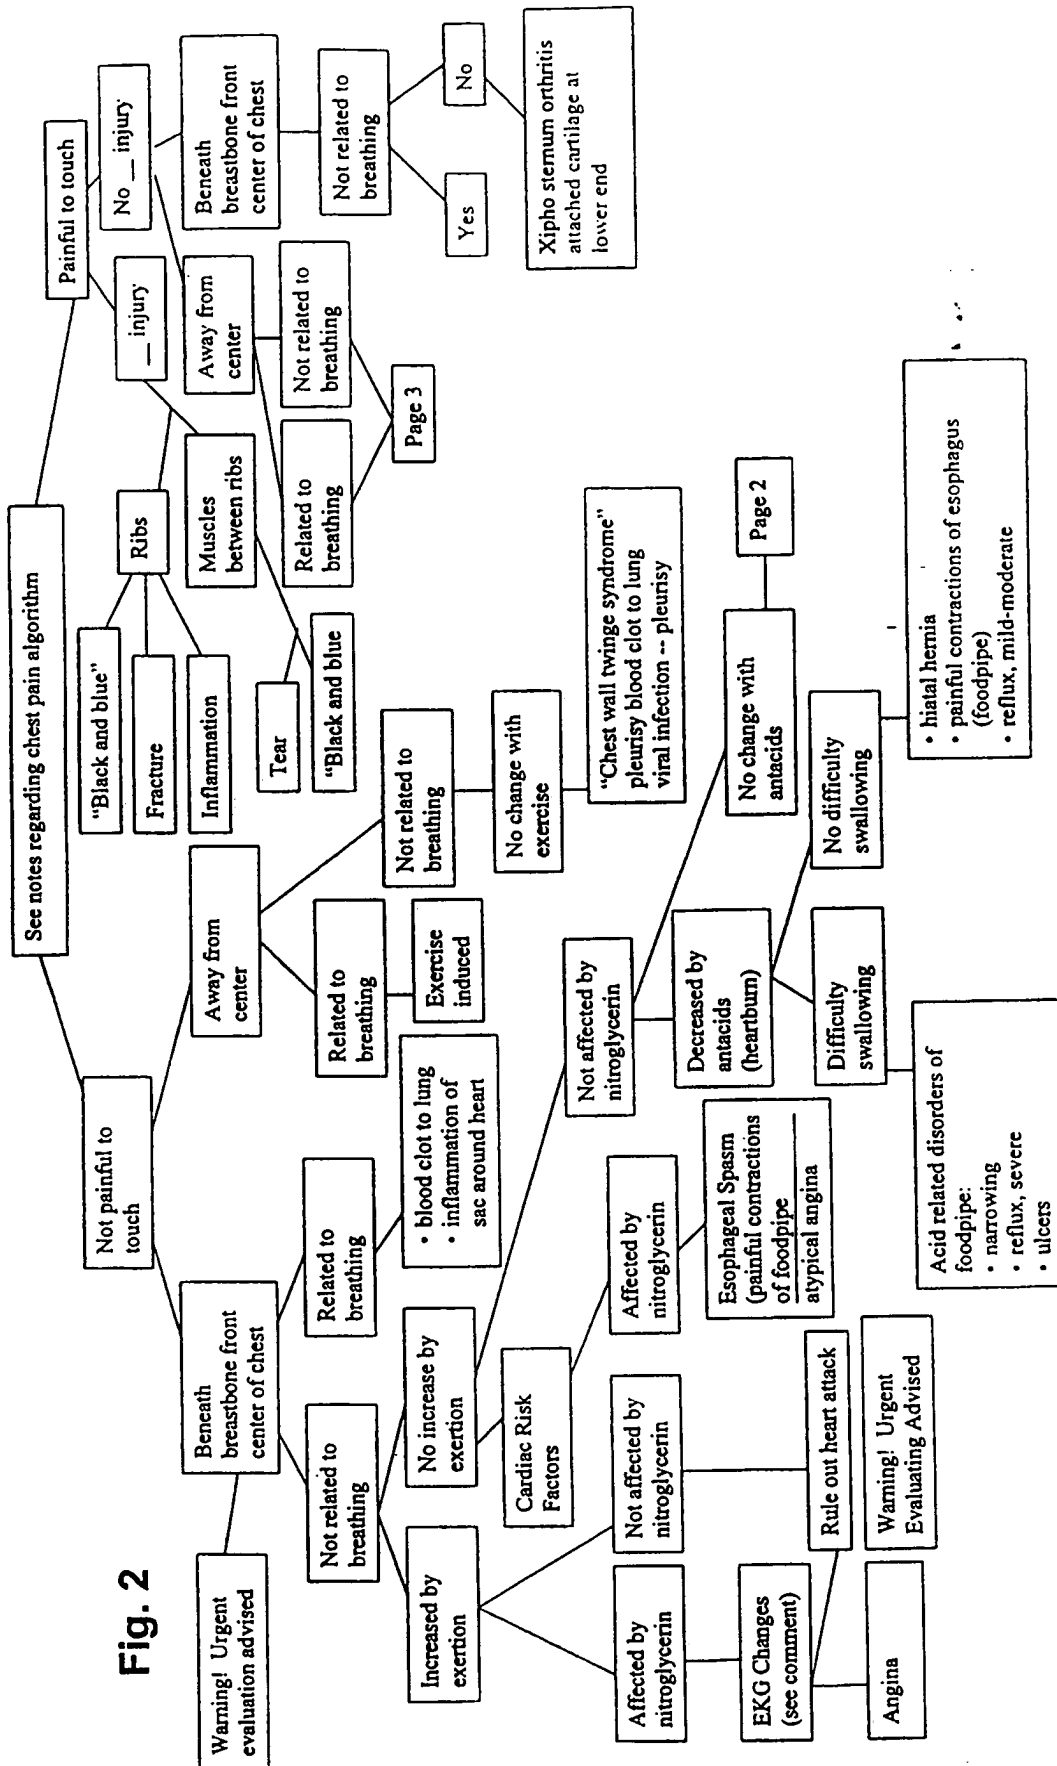 Fig. 2
See notes regarding chest pain algorithm
Not painful to
touch
Painful to touch
Warning! Urgent
evaluation advised
Beneath
breastbone front
center of chest
Away from
center
"Black and blue"
Fracture
Inflammation
Ribs
__ injury
No __ injury
Muscles
between ribs
Tear
"Black and blue
Away from
center
Beneath
breastbone front
center of chest
Related to
breathing
Not related to
breathing
Page 3
Not related to
breathing
Yes
No
Xipho sternum orthritis
attached cartilage at
lower end
Not related to
breathing
Related to
breathing
• blood clot to lung
• inflammation of
sac around heart
Related to
breathing
Exercise
induced
Not related to
breathing
No change with
exercise
"Chest wall twinge syndrome"
pleurisy blood clot to lung
viral infection -- pleurisy
Increased by
exertion
No increase by
exertion
Cardiac Risk
Factors
Affected by
nitroglycerin
Not affected by
nitroglycerin
Affected by
nitroglycerin
Not affected by
nitroglycerin
EKG Changes
(see comment)
Rule out heart attack
Angina
Warning! Urgent
Evaluating Advised
Esophageal Spasm
(painful contractions
of foodpipe
atypical angina
Decreased by
antacids
(heartburn)
No change with
antacids
Page 2
Difficulty
swallowing
No difficulty
swallowing
Acid related disorders of
foodpipe:
• narrowing
• reflux, severe
• ulcers
• hiatal hernia
• painful contractions of esophagus
(foodpipe)
• reflux, mild-moderate